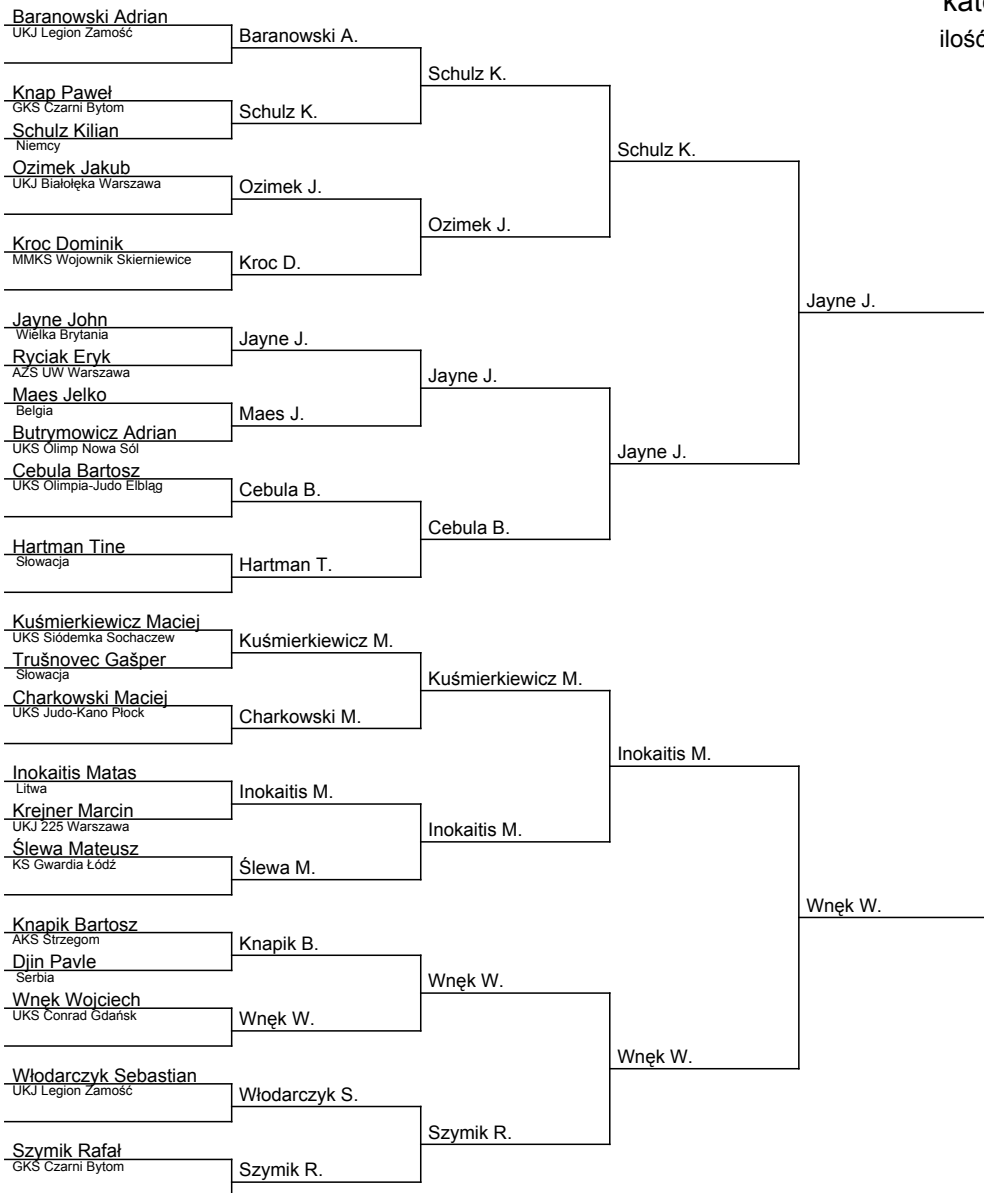 kate
ilość
Baranowski Adrian
UKJ Legion Zamość
Knap Paweł
GKS Czarni Bytom
Schulz Kilian
Niemcy
Ozimek Jakub
UKJ Białołęka Warszawa
Kroc Dominik
MMKS Wojownik Skierniewice
Jayne John
Wielka Brytania
Ryciak Eryk
AZS UW Warszawa
Maes Jelko
Belgia
Butrymowicz Adrian
UKS Olimp Nowa Sól
Cebula Bartosz
UKS Olimpia-Judo Elbląg
Hartman Tine
Słowacja
Kuśmierkiewicz Maciej
UKS Siódemka Sochaczew
Trušnovec Gašper
Słowacja
Charkowski Maciej
UKS Judo-Kano Płock
Inokaitis Matas
Litwa
Krejner Marcin
UKJ 225 Warszawa
Ślewa Mateusz
KS Gwardia Łódź
Knapik Bartosz
AKS Strzegom
Djin Pavle
Serbia
Wnęk Wojciech
UKS Conrad Gdańsk
Włodarczyk Sebastian
UKJ Legion Zamość
Szymik Rafał
GKS Czarni Bytom
Baranowski A.
Schulz K.
Ozimek J.
Kroc D.
Jayne J.
Maes J.
Cebula B.
Hartman T.
Kuśmierkiewicz M.
Charkowski M.
Inokaitis M.
Ślewa M.
Knapik B.
Wnęk W.
Włodarczyk S.
Szymik R.
Schulz K.
Ozimek J.
Jayne J.
Cebula B.
Kuśmierkiewicz M.
Inokaitis M.
Wnęk W.
Szymik R.
Schulz K.
Jayne J.
Inokaitis M.
Wnęk W.
Jayne J.
Wnęk W.